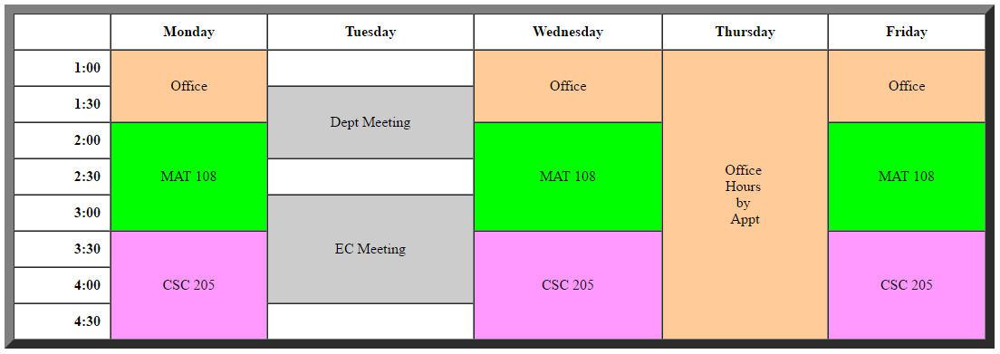 Monday Tuesday Wednesday Thursday Friday
1:00
Office Office Office
1:30
Dept Meeting
2:00
MAT 108 MAT 108 Office MAT 108
2:30
Hours
by
Appt
3:00
EC Meeting
3:30
CSC 205 CSC 205 CSC 205
4:00
4:30